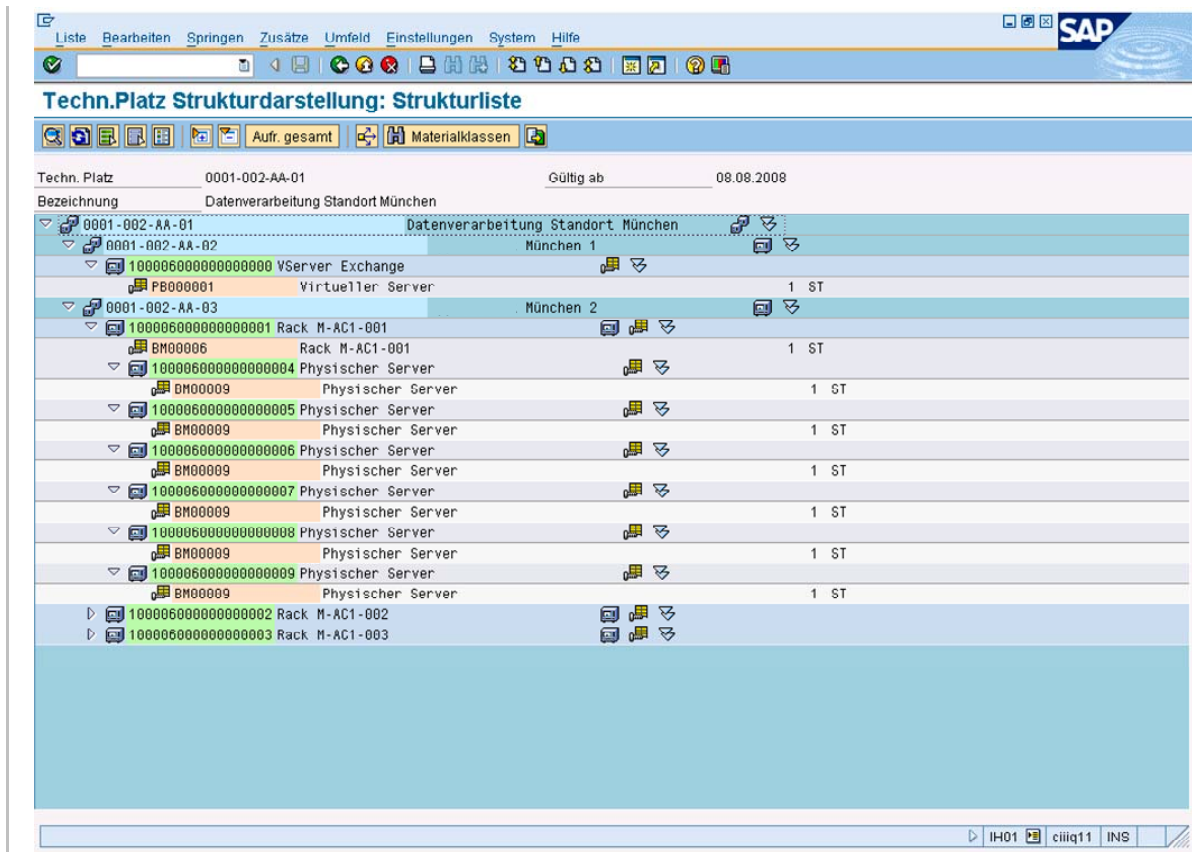 SAP
Liste Bearbeiten Springen Zusätze Umfeld Einstellungen System Hilfe
Techn.Platz Strukturdarstellung: Strukturliste
Aufr. gesamt Materialklassen
Techn. Platz 0001-002-AA-01 Gültig ab 08.08.2008
Bezeichnung Datenverarbeitung Standort München
0001-002-AA-01 Datenverarbeitung Standort München
0001-002-AA-02 München 1
100006000000000000 VServer Exchange
PB000001 Virtueller Server 1 ST
0001-002-AA-03 München 2
100006000000000001 Rack M-AC1-001
BM00006 Rack M-AC1-001 1 ST
100006000000000004 Physischer Server
BM00009 Physischer Server 1 ST
100006000000000005 Physischer Server
BM00009 Physischer Server 1 ST
100006000000000006 Physischer Server
BM00009 Physischer Server 1 ST
100006000000000007 Physischer Server
BM00009 Physischer Server 1 ST
100006000000000008 Physischer Server
BM00009 Physischer Server 1 ST
100006000000000009 Physischer Server
BM00009 Physischer Server 1 ST
100006000000000002 Rack M-AC1-002
100006000000000003 Rack M-AC1-003
IH01 ciiiq11 INS